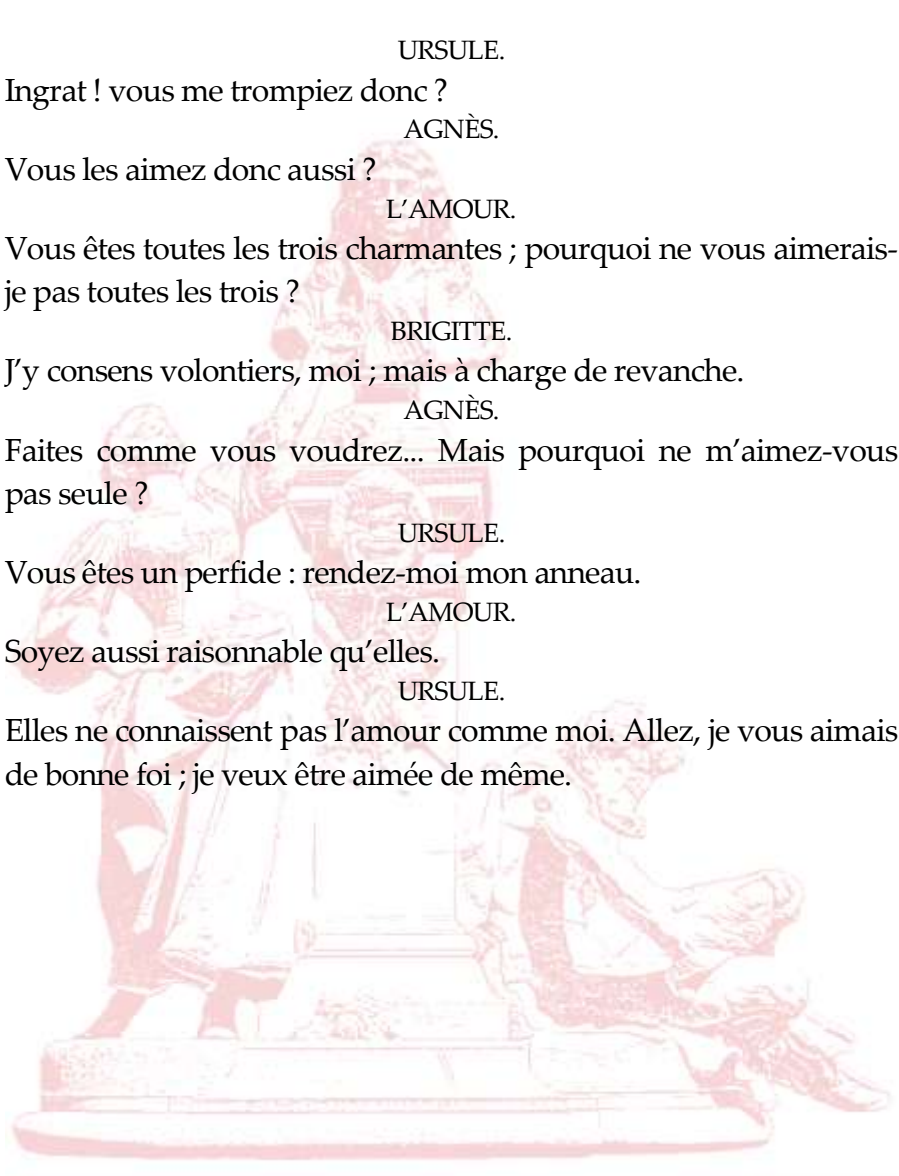 URSULE.
Ingrat ! vous me trompiez donc ?
AGNÈS.
Vous les aimez donc aussi ?
L’AMOUR.
Vous êtes toutes les trois charmantes ; pourquoi ne vous aimerais-
je pas toutes les trois ?
BRIGITTE.
J’y consens volontiers, moi ; mais à charge de revanche.
AGNÈS.
Faites comme vous voudrez... Mais pourquoi ne m’aimez-vous
pas seule ?
URSULE.
Vous êtes un perfide : rendez-moi mon anneau.
L’AMOUR.
Soyez aussi raisonnable qu’elles.
URSULE.
Elles ne connaissent pas l’amour comme moi. Allez, je vous aimais
de bonne foi ; je veux être aimée de même.